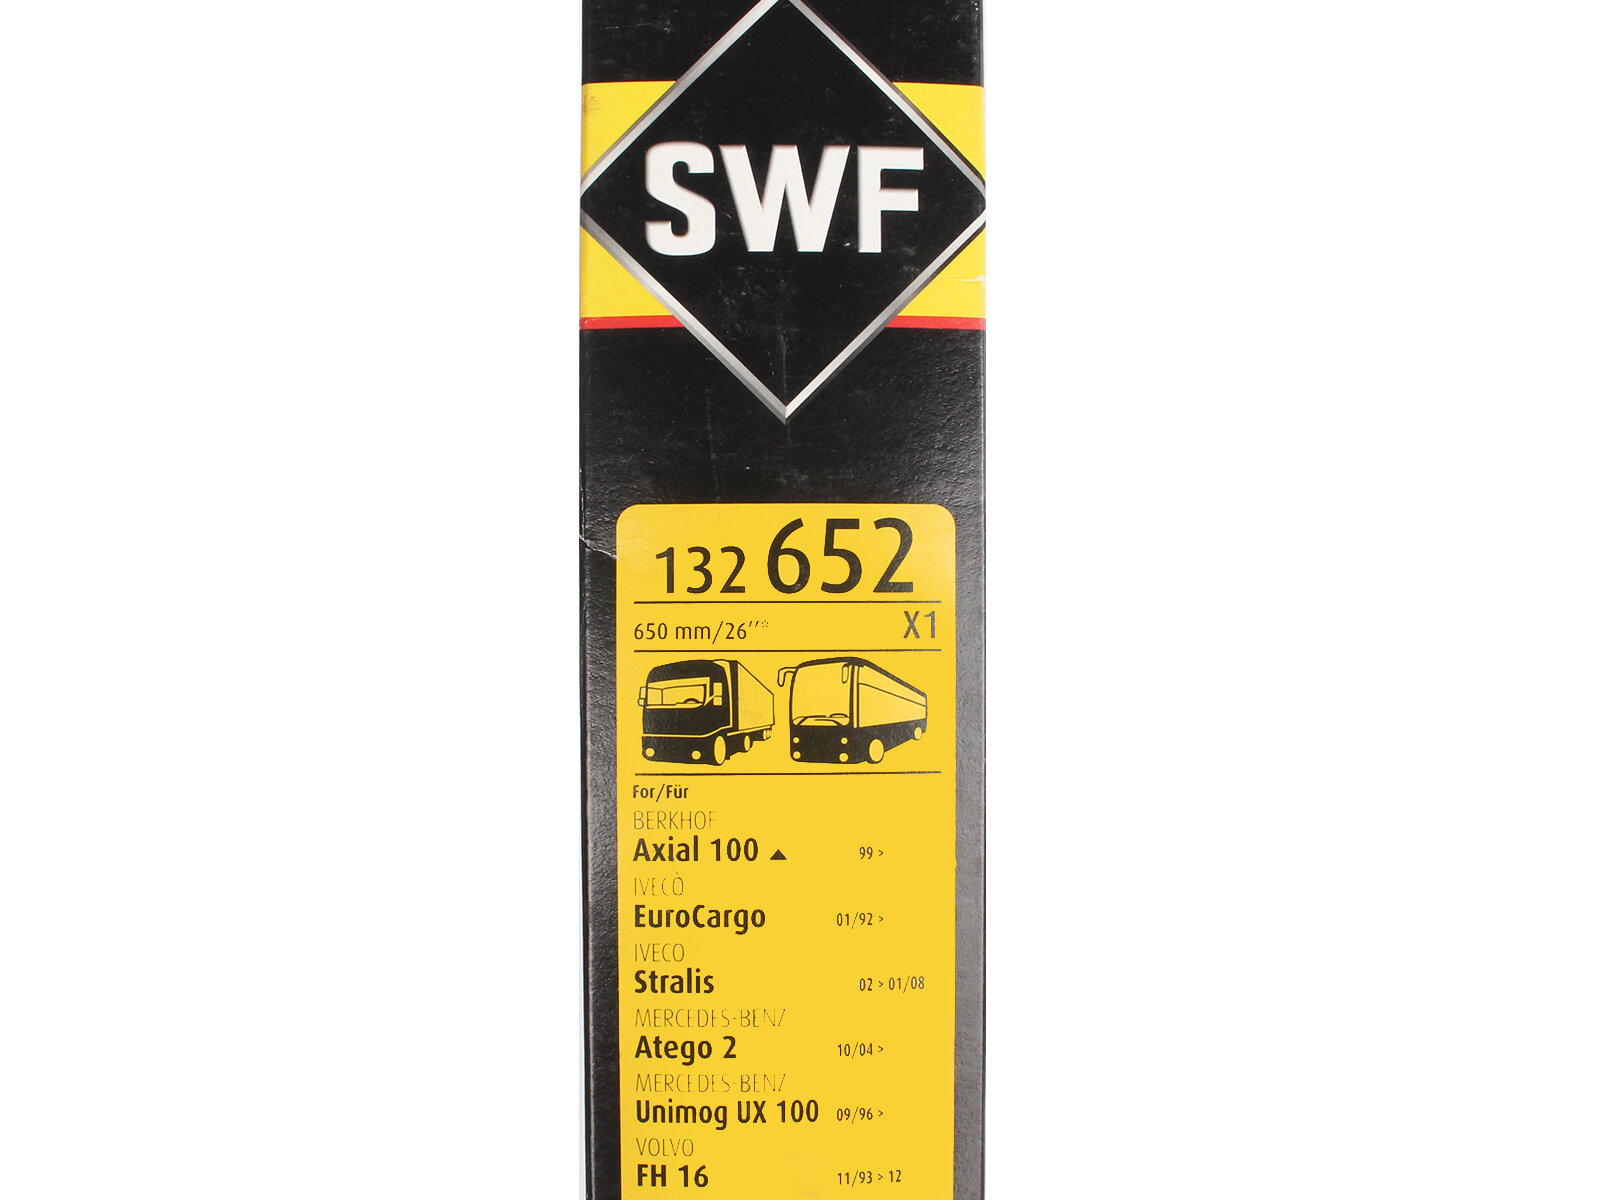 SWF
132 652
650 mm/26"* X1
For/Für
BERKHOF
Axial 100 ▲ 99 >
IVECO
EuroCargo 01/92 >
IVECO
Stralis 02 > 01/08
MERCEDES-BENZ
Atego 2 10/04 >
MERCEDES-BENZ
Unimog UX 100 09/96 >
VOLVO
FH 16 11/93 > 12